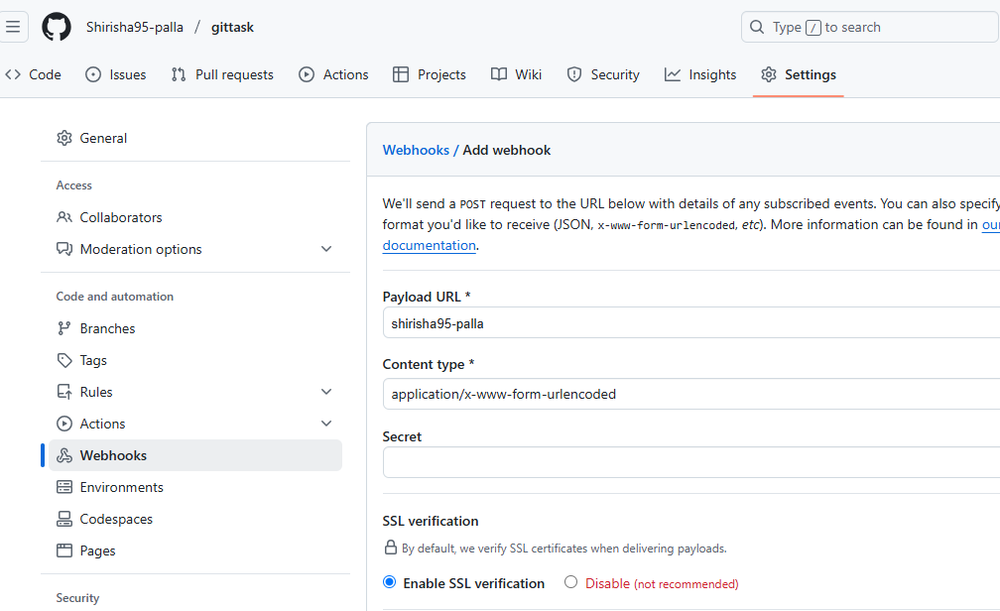 Shirisha95-palla / gittask
Type / to search
Code Issues Pull requests Actions Projects Wiki Security Insights Settings
General
Access
Collaborators
Moderation options
Code and automation
Branches
Tags
Rules
Actions
Webhooks
Environments
Codespaces
Pages
Security
Webhooks / Add webhook
We'll send a POST request to the URL below with details of any subscribed events. You can also specify
format you'd like to receive (JSON, x-www-form-urlencoded, etc). More information can be found in our
documentation.
Payload URL *
shirisha95-palla
Content type *
application/x-www-form-urlencoded
Secret
SSL verification
By default, we verify SSL certificates when delivering payloads.
Enable SSL verification Disable (not recommended)